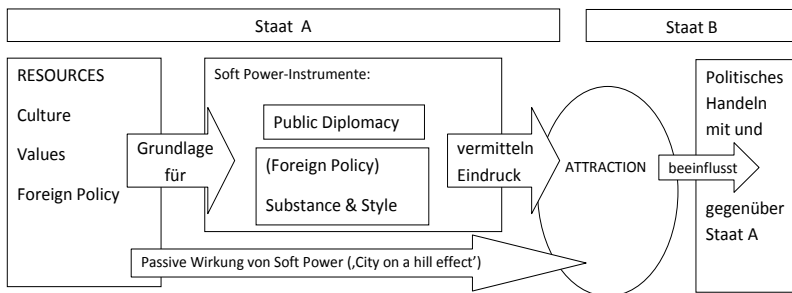 Staat A
Staat B
RESOURCES
Culture
Values
Foreign Policy
Grundlage
für
Soft Power-Instrumente:
Public Diplomacy
(Foreign Policy)
Substance & Style
vermitteln
Eindruck
ATTRACTION
beeinflusst
Politisches
Handeln
mit und
gegenüber
Staat A
Passive Wirkung von Soft Power (‚City on a hill effect’)